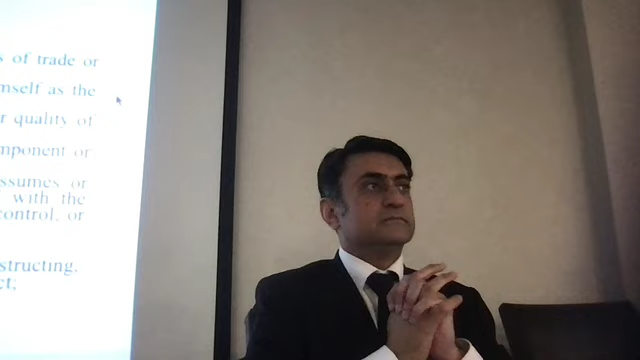 s of trade or
mself as the
r quality of
mponent or
ssumes or
with the
control, or
structing,
ct;